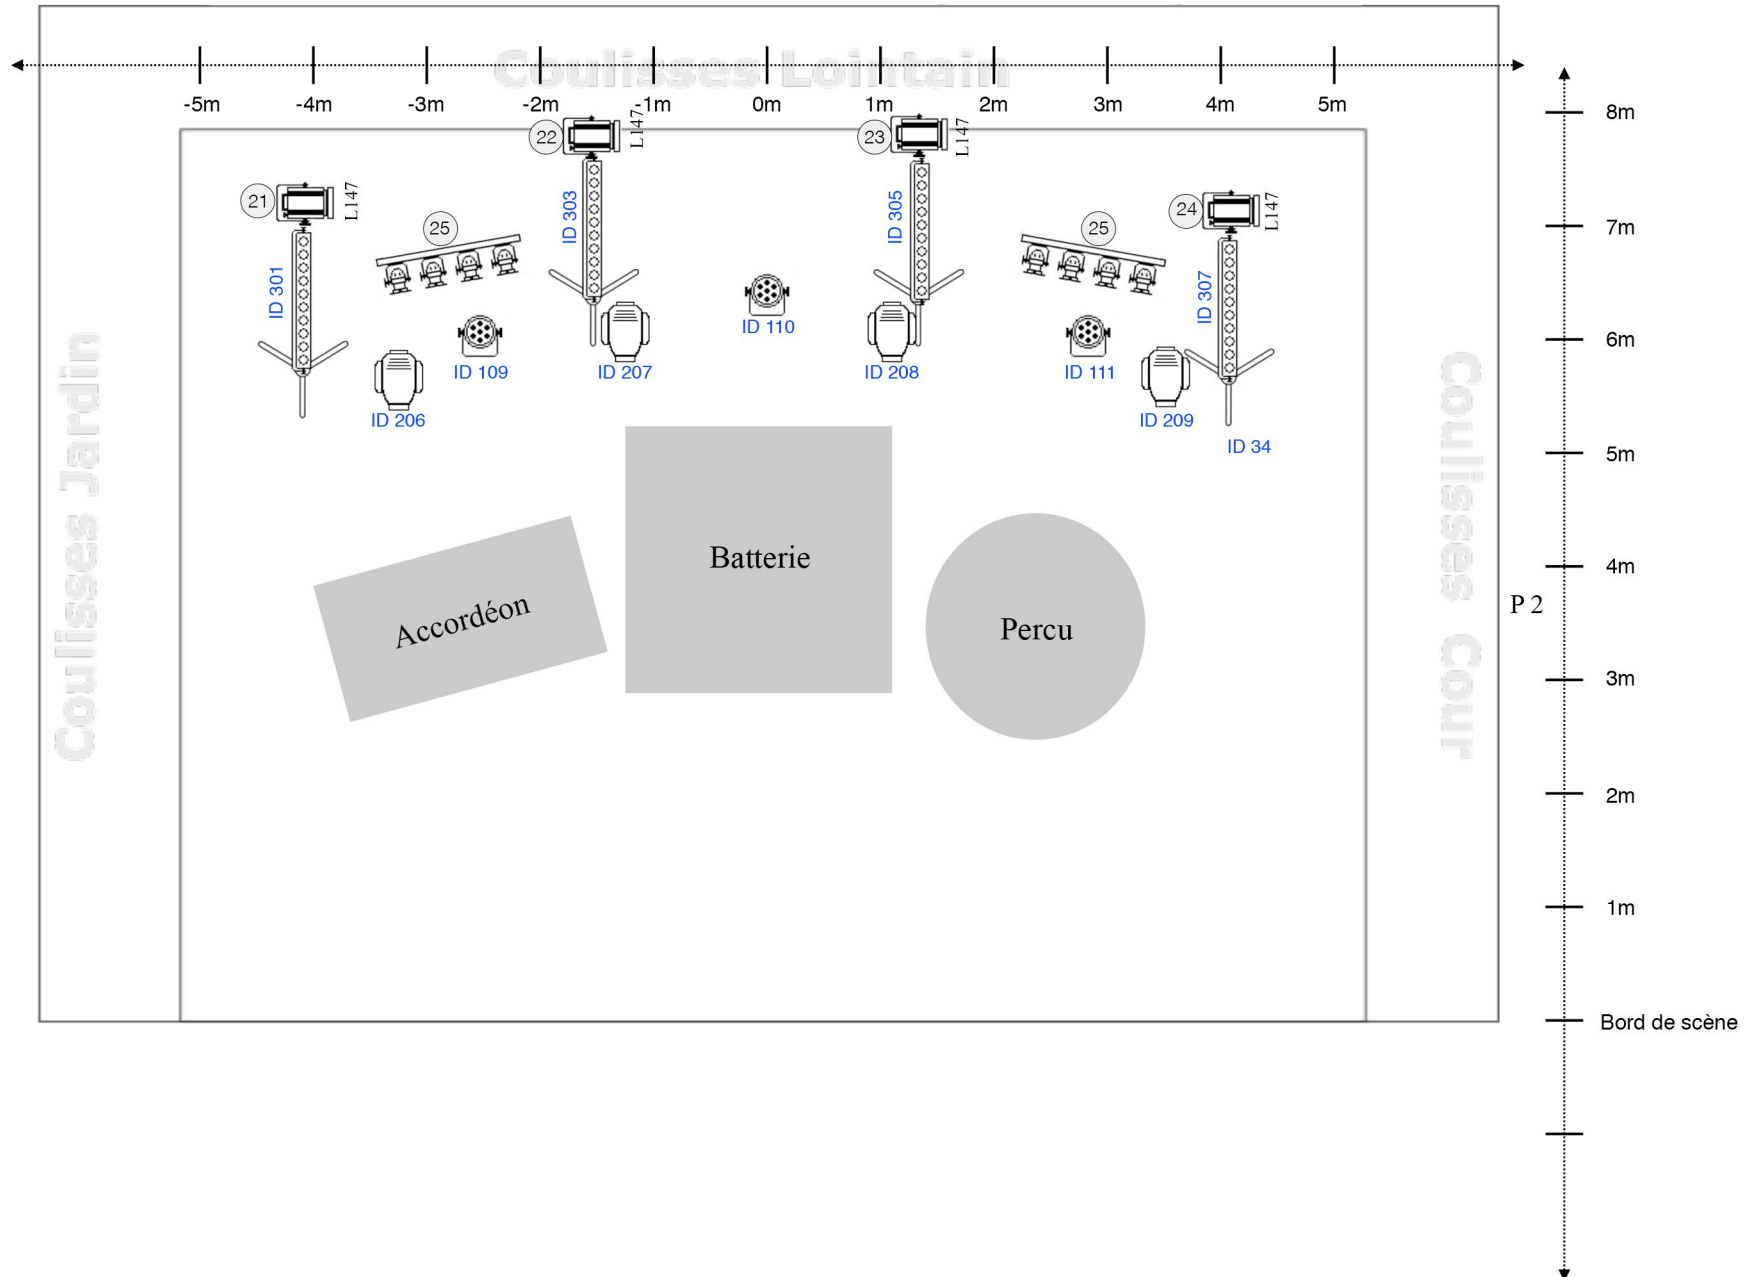 Coulisses Lointain
-5m -4m -3m -2m -1m 0m 1m 2m 3m 4m 5m
8m
22 L147 23 L147
21 L147 24 L147
ID 303 ID 305
25 25
7m
ID 301 ID 307
ID 110
6m
ID 109 ID 207 ID 208 ID 111
ID 206 ID 209
ID 34
5m
Coulisses Jardin
Coulisses Cour
Batterie
4m
Accordéon
P 2
Percu
3m
2m
1m
Bord de scène